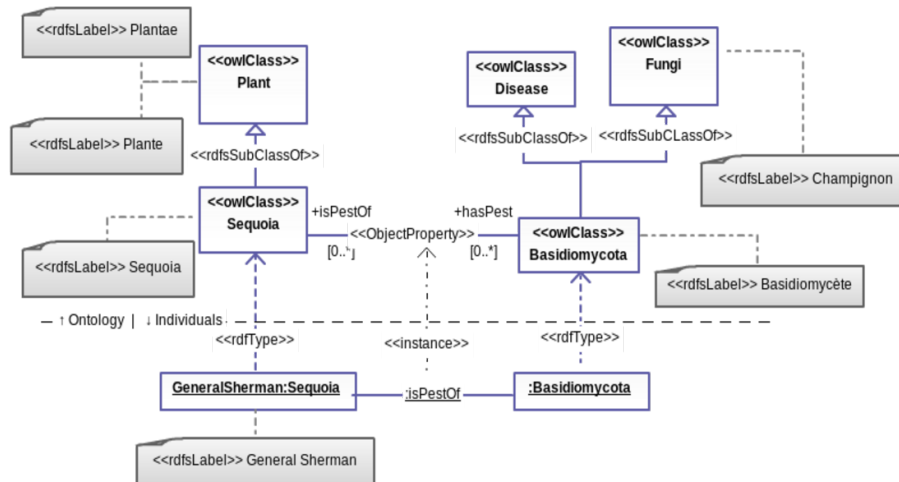 <<rdfsLabel>> Plantae
<<owlClass>>
Plant
<<owlClass>>
Disease
<<owlClass>>
Fungi
<<rdfsLabel>> Plante
<<rdfsSubClassOf>>
<<rdfsSubClassOf>>
<<rdfsSubCLassOf>>
<<rdfsLabel>> Champignon
<<owlClass>>
Sequoia
+isPestOf
+hasPest
<<ObjectProperty>>
[0..*]
[0..*]
<<owlClass>>
Basidiomycota
<<rdfsLabel>> Sequoia
<<rdfsLabel>> Basidiomycète
↑ Ontology | ↓ Individuals
<<rdfType>>
<<instance>>
<<rdfType>>
GeneralSherman:Sequoia
:isPestOf
:Basidiomycota
<<rdfsLabel>> General Sherman